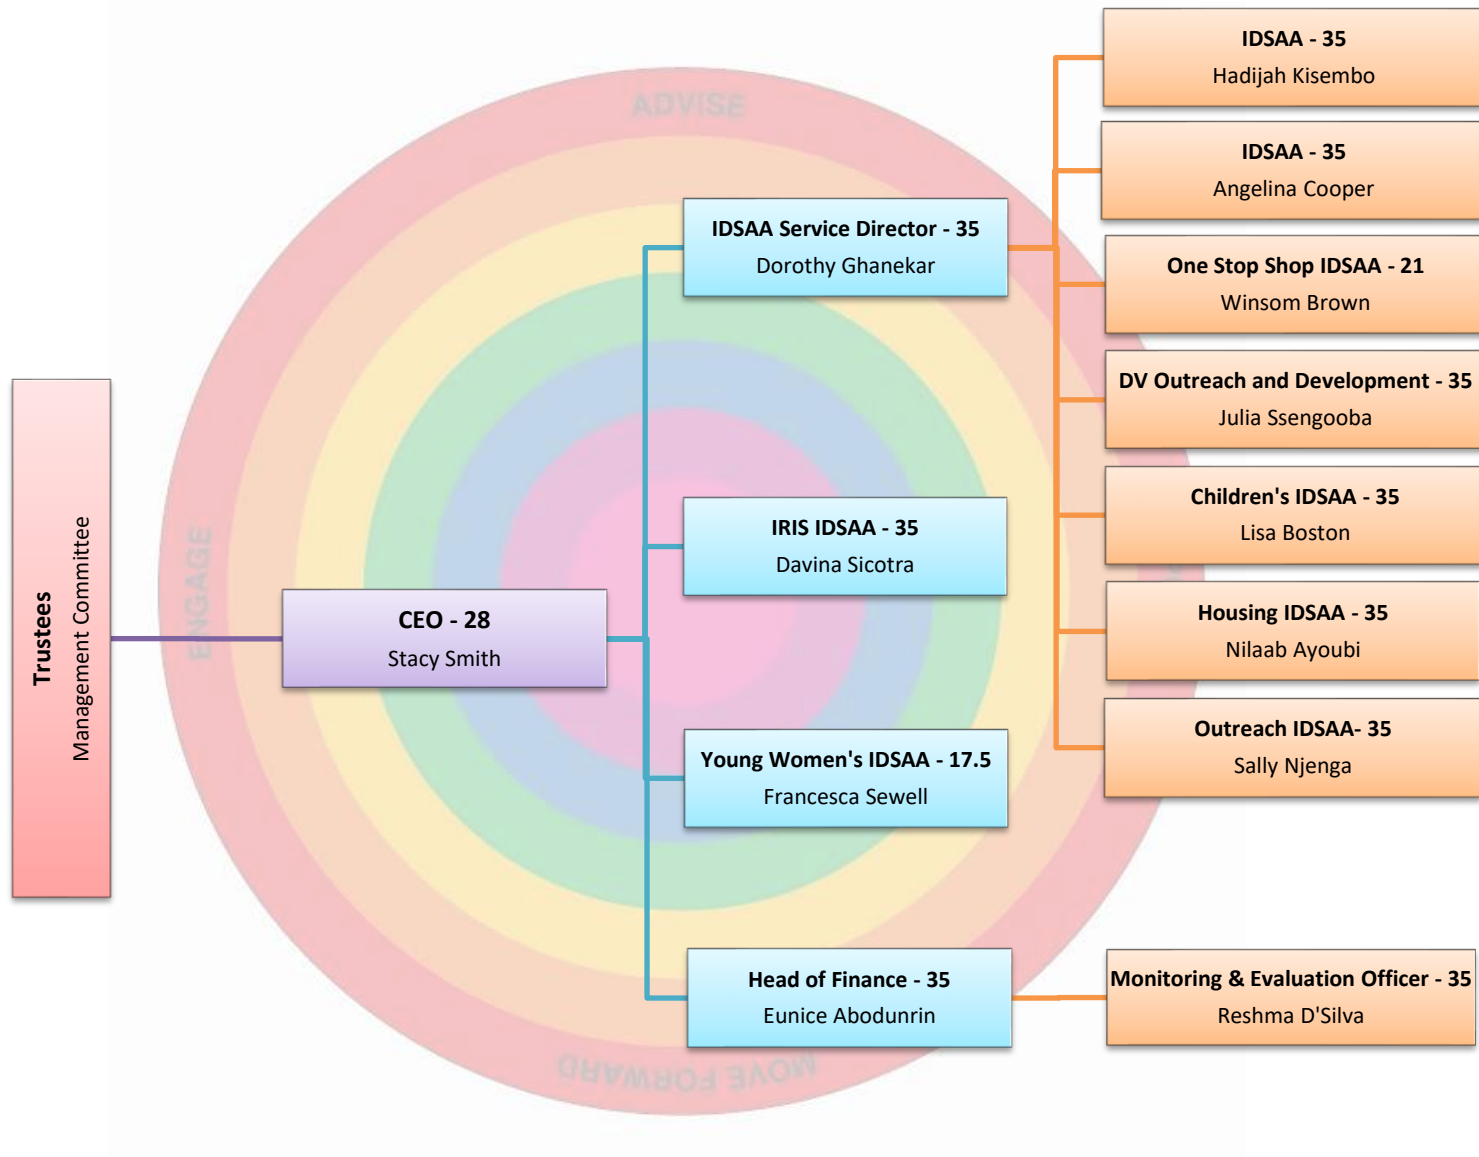 Trustees
Management Committee
CEO - 28
Stacy Smith
IDSAA Service Director - 35
Dorothy Ghanekar
IRIS IDSAA - 35
Davina Sicotra
Young Women's IDSAA - 17.5
Francesca Sewell
Head of Finance - 35
Eunice Abodunrin
IDSAA - 35
Hadijah Kisembo
IDSAA - 35
Angelina Cooper
One Stop Shop IDSAA - 21
Winsom Brown
DV Outreach and Development - 35
Julia Ssengooba
Children's IDSAA - 35
Lisa Boston
Housing IDSAA - 35
Nilaab Ayoubi
Outreach IDSAA- 35
Sally Njenga
Monitoring & Evaluation Officer - 35
Reshma D'Silva
ADVISE
ENGAGE
MOVE FORWARD